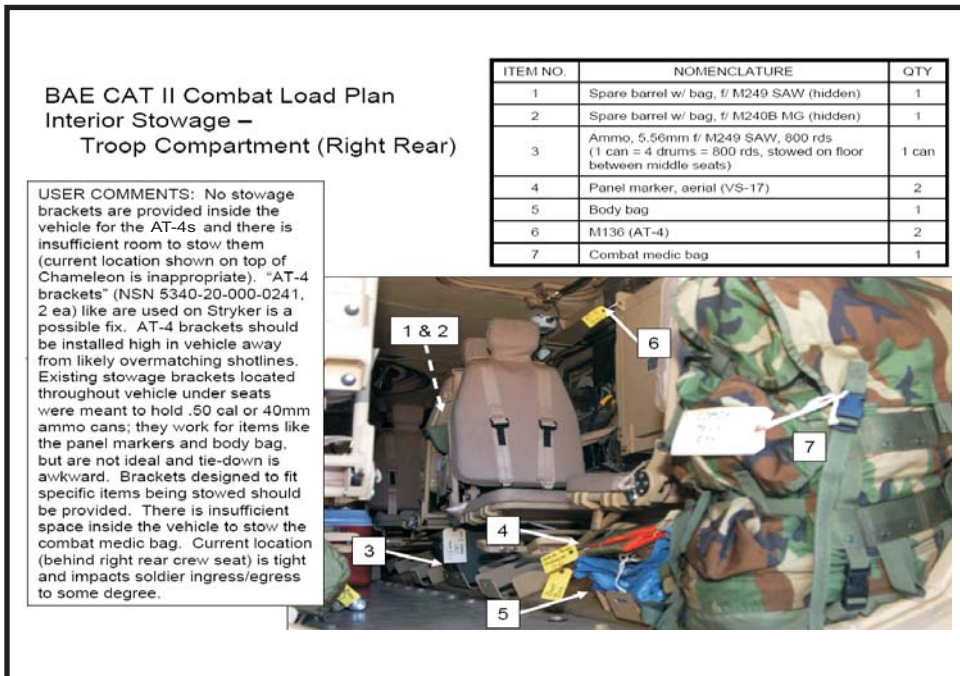 BAE CAT II Combat Load Plan
Interior Stowage –
Troop Compartment (Right Rear)
ITEM NO. NOMENCLATURE QTY
1 Spare barrel w/ bag, f/ M249 SAW (hidden) 1
2 Spare barrel w/ bag, f/ M240B MG (hidden) 1
3 Ammo, 5.56mm f/ M249 SAW, 800 rds
(1 can = 4 drums = 800 rds, stowed on floor
between middle seats) 1 can
4 Panel marker, aerial (VS-17) 2
5 Body bag 1
6 M136 (AT-4) 2
7 Combat medic bag 1
USER COMMENTS: No stowage
brackets are provided inside the
vehicle for the AT-4s and there is
insufficient room to stow them
(current location shown on top of
Chameleon is inappropriate). “AT-4
brackets” (NSN 5340-20-000-0241,
2 ea) like are used on Stryker is a
possible fix. AT-4 brackets should
be installed high in vehicle away
from likely overmatching shotlines.
Existing stowage brackets located
throughout vehicle under seats
were meant to hold .50 cal or 40mm
ammo cans; they work for items like
the panel markers and body bag,
but are not ideal and tie-down is
awkward. Brackets designed to fit
specific items being stowed should
be provided. There is insufficient
space inside the vehicle to stow the
combat medic bag. Current location
(behind right rear crew seat) is tight
and impacts soldier ingress/egress
to some degree.
1 & 2
6
7
4
3
5